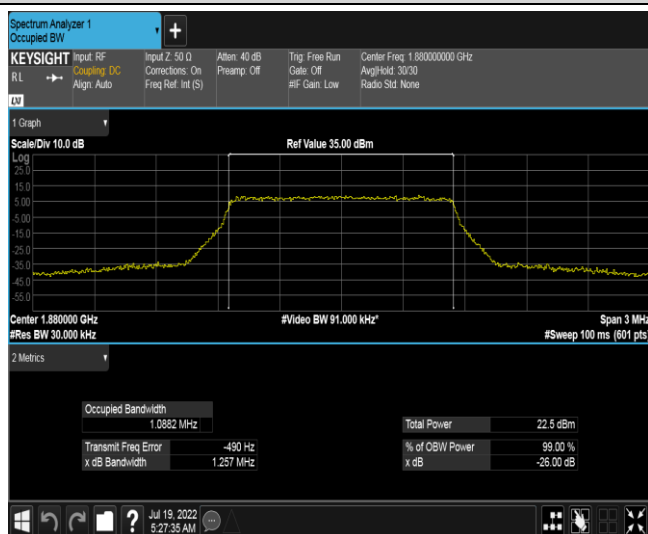 Spectrum Analyzer 1
Occupied BW
KEYSIGHT
RL
LXI
Input: RF
Coupling: DC
Align: Auto
Input Z: 50 Ω
Corrections: On
Freq Ref: Int (S)
Atten: 40 dB
Preamp: Off
Trig: Free Run
Gate: Off
#IF Gain: Low
Center Freq: 1.880000000 GHz
Avg|Hold: 30/30
Radio Std: None
1 Graph
Scale/Div 10.0 dB
Ref Value 35.00 dBm
Log
25.0
15.0
5.00
-5.00
-15.0
-25.0
-35.0
-45.0
-55.0
Center 1.880000 GHz
#Video BW 91.000 kHz*
Span 3 MHz
#Res BW 30.000 kHz
#Sweep 100 ms (601 pts)
2 Metrics
Occupied Bandwidth
1.0882 MHz
Total Power 22.5 dBm
Transmit Freq Error -490 Hz
% of OBW Power 99.00 %
x dB Bandwidth 1.257 MHz
x dB -26.00 dB
?
Jul 19, 2022
5:27:35 AM